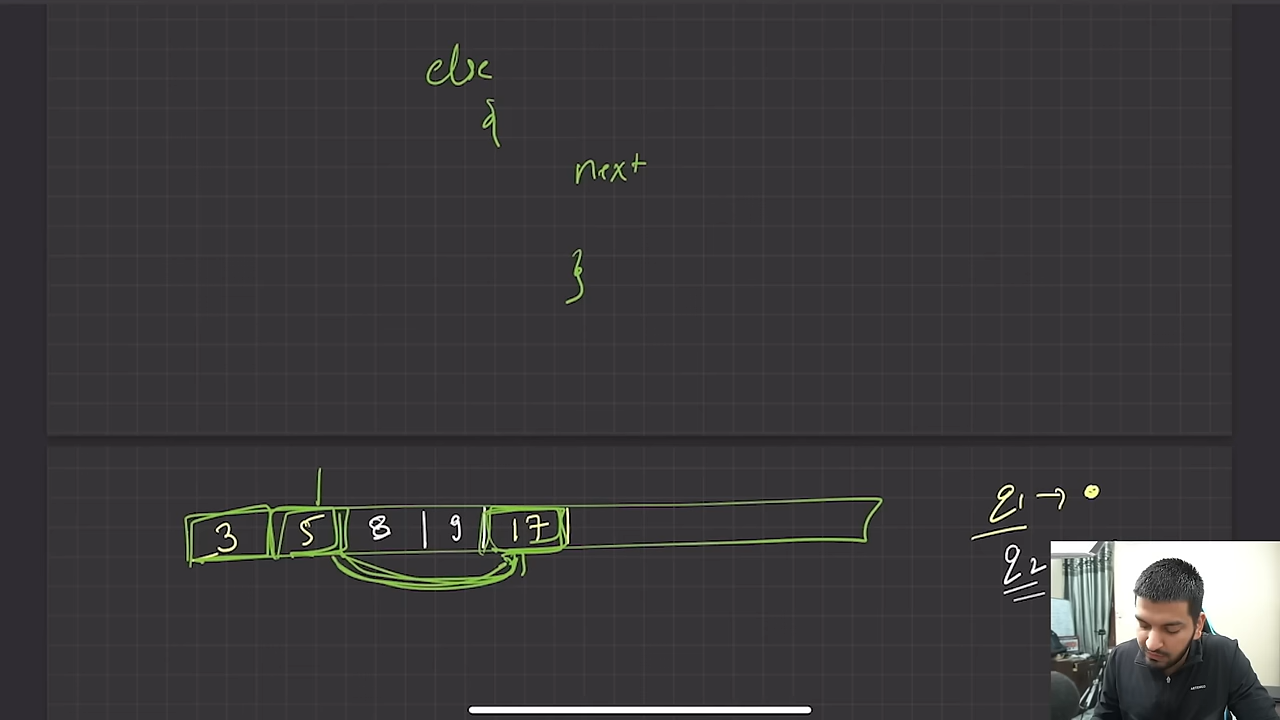 else
{
next
}
3 5 8 | 9 17
q1 →
q2